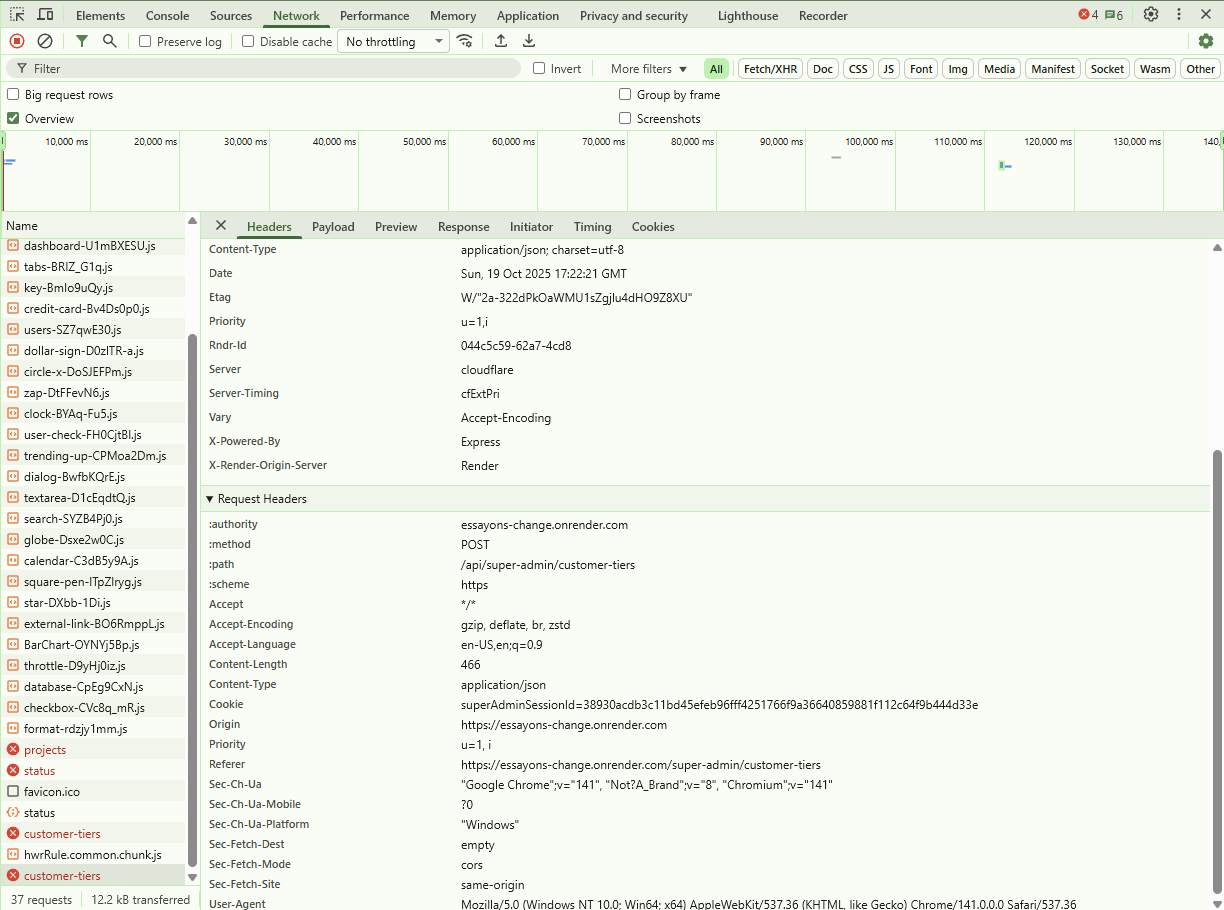 Elements Console Sources Network Performance Memory Application Privacy and security Lighthouse Recorder 4 6
Preserve log Disable cache No throttling
Filter Invert More filters All Fetch/XHR Doc CSS JS Font Img Media Manifest Socket Wasm Other
Big request rows Group by frame
Overview Screenshots
10,000 ms 20,000 ms 30,000 ms 40,000 ms 50,000 ms 60,000 ms 70,000 ms 80,000 ms 90,000 ms 100,000 ms 110,000 ms 120,000 ms 130,000 ms 140,
Name
dashboard-U1mBXESU.js
tabs-BRIZ_G1q.js
key-Bmlo9uQy.js
credit-card-Bv4Ds0p0.js
users-SZ7qwE30.js
dollar-sign-D0zlTR-a.js
circle-x-DoSJEFPm.js
zap-DtFFevN6.js
clock-BYAq-Fu5.js
user-check-FH0CjtBl.js
trending-up-CPMoa2Dm.js
dialog-BwfbKQrE.js
textarea-D1cEqdtQ.js
search-SYZB4Pj0.js
globe-Dsxe2w0C.js
calendar-C3dB5y9A.js
square-pen-lTpZlryg.js
star-DXbb-1Di.js
external-link-BO6RmppL.js
BarChart-OYNYj5Bp.js
throttle-D9yHj0iz.js
database-CpEg9CxN.js
checkbox-CVc8q_mR.js
format-rdzjy1mm.js
projects
status
favicon.ico
status
customer-tiers
hwrRule.common.chunk.js
customer-tiers
37 requests 12.2 kB transferred
Headers Payload Preview Response Initiator Timing Cookies
Content-Type application/json; charset=utf-8
Date Sun, 19 Oct 2025 17:22:21 GMT
Etag W/"2a-322dPkOaWMU1sZgjlu4dHO9Z8XU"
Priority u=1,i
Rndr-Id 044c5c59-62a7-4cd8
Server cloudflare
Server-Timing cfExtPri
Vary Accept-Encoding
X-Powered-By Express
X-Render-Origin-Server Render
Request Headers
:authority essayons-change.onrender.com
:method POST
:path /api/super-admin/customer-tiers
:scheme https
Accept */*
Accept-Encoding gzip, deflate, br, zstd
Accept-Language en-US,en;q=0.9
Content-Length 466
Content-Type application/json
Cookie superAdminSessionId=38930acdb3c11bd45efeb96fff4251766f9a36640859881f112c64f9b444d33e
Origin https://essayons-change.onrender.com
Priority u=1, i
Referer https://essayons-change.onrender.com/super-admin/customer-tiers
Sec-Ch-Ua "Google Chrome";v="141", "Not?A_Brand";v="8", "Chromium";v="141"
Sec-Ch-Ua-Mobile ?0
Sec-Ch-Ua-Platform "Windows"
Sec-Fetch-Dest empty
Sec-Fetch-Mode cors
Sec-Fetch-Site same-origin
User-Agent Mozilla/5.0 (Windows NT 10.0; Win64; x64) AppleWebKit/537.36 (KHTML, like Gecko) Chrome/141.0.0.0 Safari/537.36